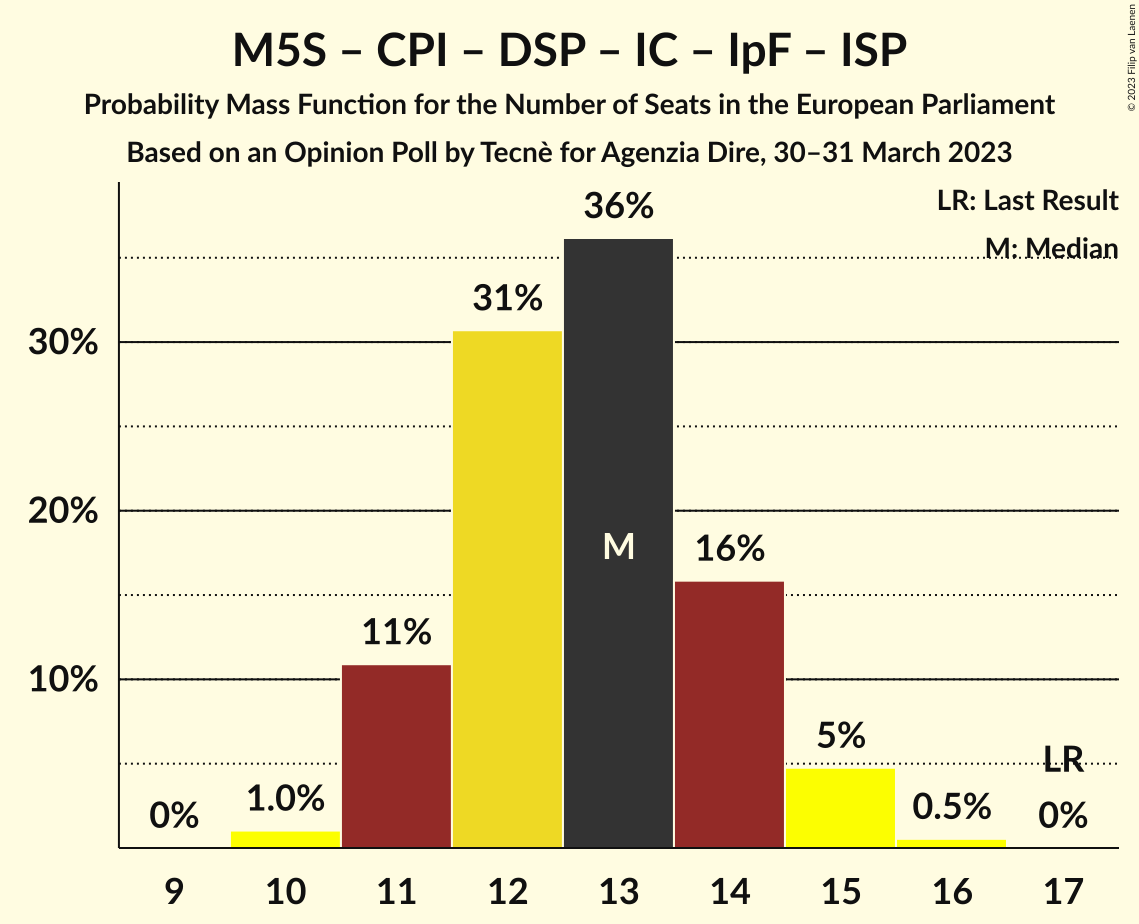 M5S – CPI – DSP – IC – IpF – ISP
Probability Mass Function for the Number of Seats in the European Parliament
Based on an Opinion Poll by Tecnè for Agenzia Dire, 30–31 March 2023
© 2023 Filip van Laenen
LR: Last Result
M: Median
36%
31%
30%
20%
M
16%
11%
10%
5%
LR
1.0%
0.5%
0%
0%
9 10 11 12 13 14 15 16 17